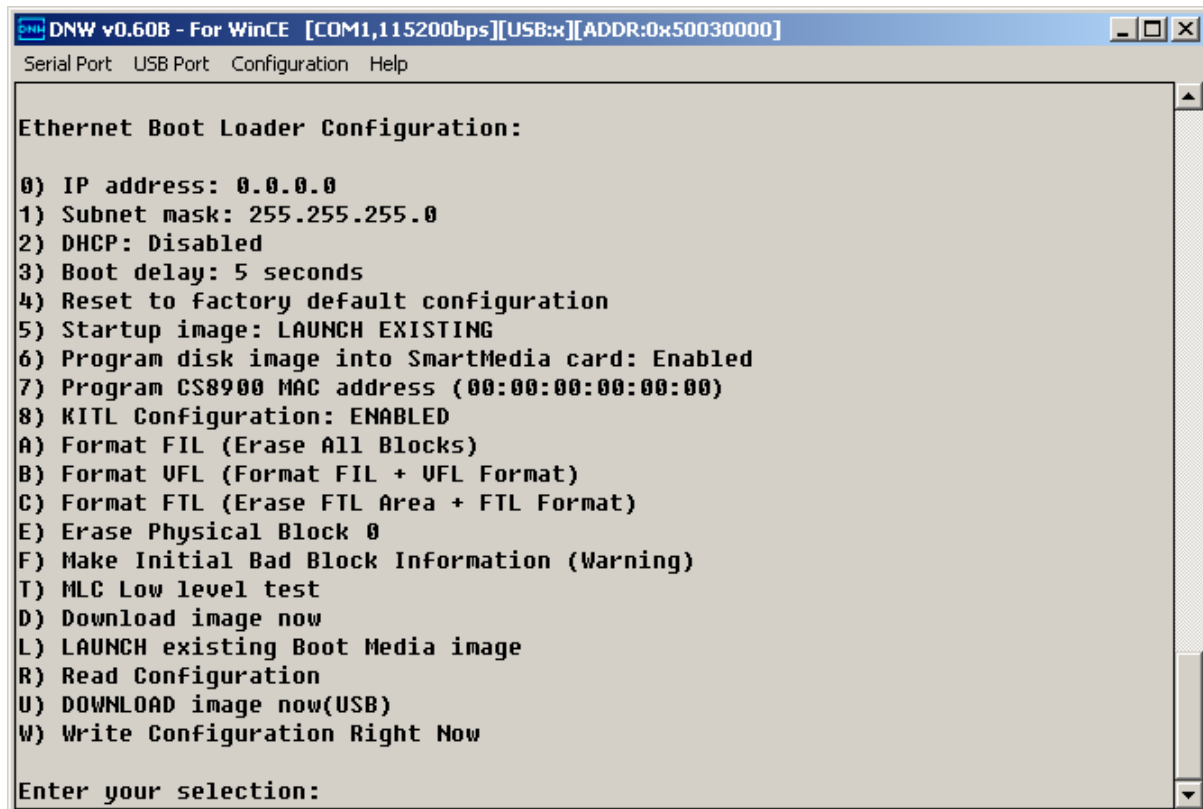 DNW v0.60B - For WinCE [COM1,115200bps][USB:x][ADDR:0x50030000]
Serial Port USB Port Configuration Help
Ethernet Boot Loader Configuration:
0) IP address: 0.0.0.0
1) Subnet mask: 255.255.255.0
2) DHCP: Disabled
3) Boot delay: 5 seconds
4) Reset to factory default configuration
5) Startup image: LAUNCH EXISTING
6) Program disk image into SmartMedia card: Enabled
7) Program CS8900 MAC address (00:00:00:00:00:00)
8) KITL Configuration: ENABLED
A) Format FIL (Erase All Blocks)
B) Format VFL (Format FIL + VFL Format)
C) Format FTL (Erase FTL Area + FTL Format)
E) Erase Physical Block 0
F) Make Initial Bad Block Information (Warning)
T) MLC Low level test
D) Download image now
L) LAUNCH existing Boot Media image
R) Read Configuration
U) DOWNLOAD image now(USB)
W) Write Configuration Right Now
Enter your selection: